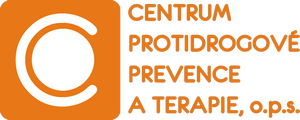 CENTRUM
PROTIDROGOVÉ
PREVENCE
A TERAPIE, o.p.s.